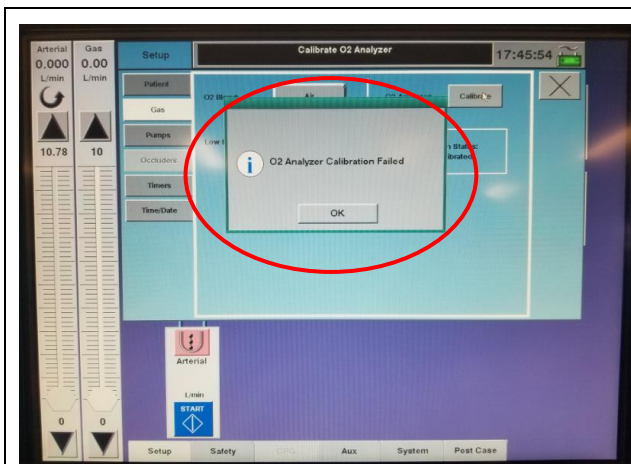 Arterial
0.000
L/min
10.78
0
Gas
0.00
L/min
10
0
Setup
Calibrate O2 Analyzer
17:45:54
Patient
Gas
Pumps
Occluders
Timers
Time/Date
Air
Calibrate
O2 Analyzer Calibration Failed
OK
Arterial
L/min
START
Setup
Safety
CPG
Aux
System
Post Case